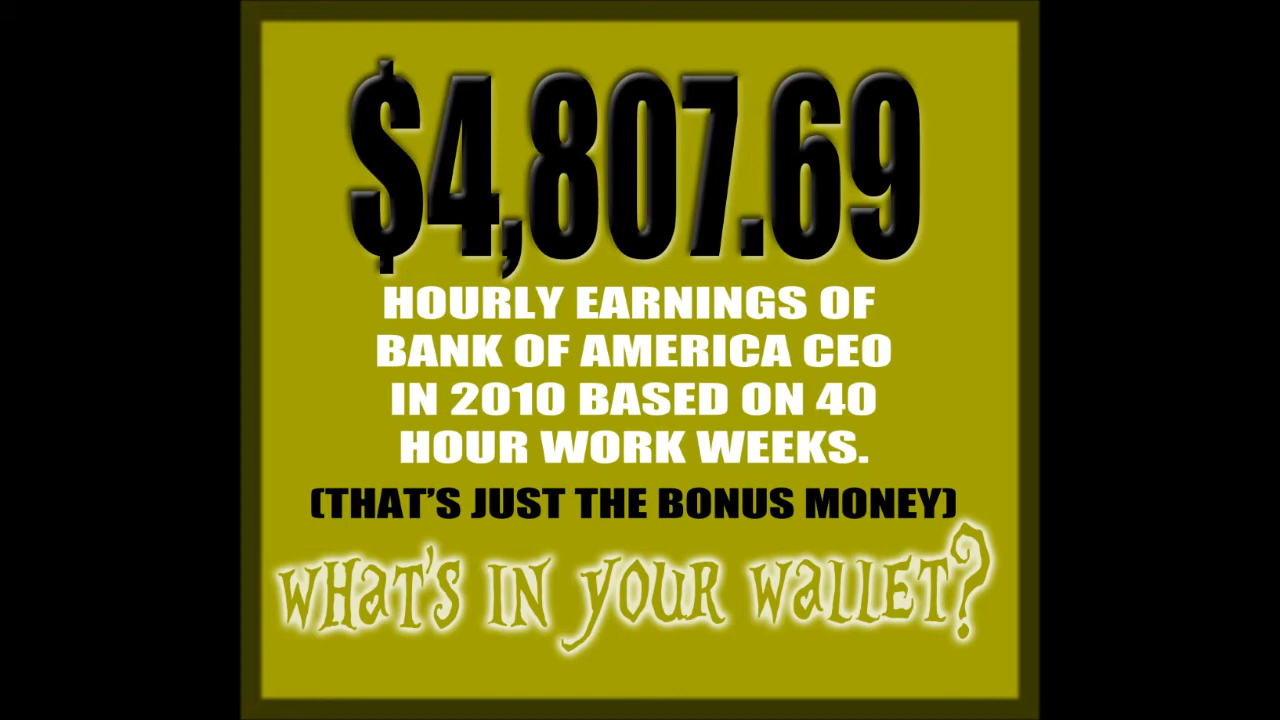 $4,807.69
HOURLY EARNINGS OF
BANK OF AMERICA CEO
IN 2010 BASED ON 40
HOUR WORK WEEKS.
(THAT'S JUST THE BONUS MONEY)
WHAT'S IN YOUR WALLET?